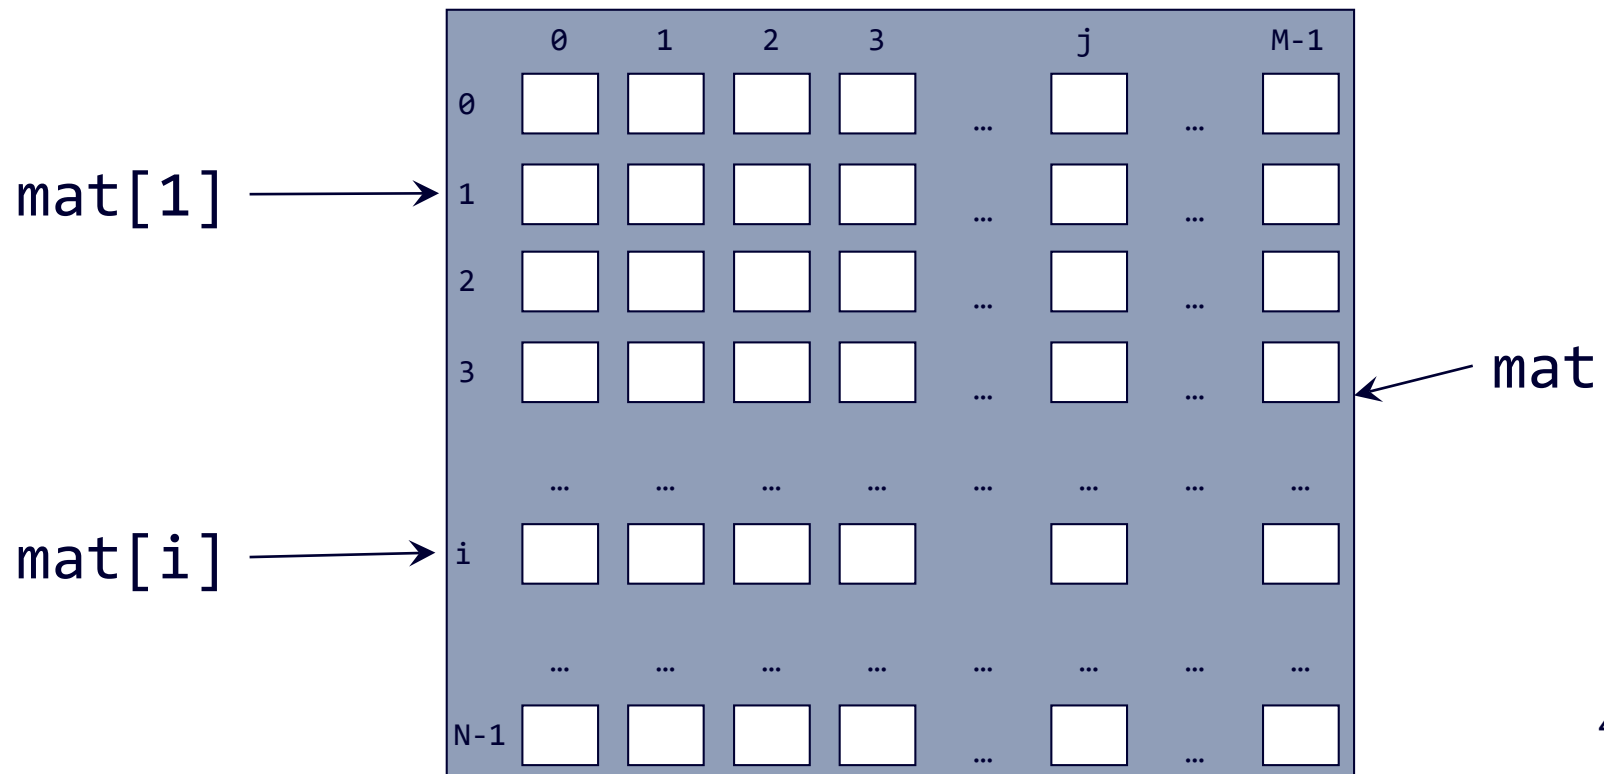 0 1 2 3 j M-1
0 … …
mat[1] 1 … …
2 … …
3 … …
mat
… … … … … … … …
mat[i] i
… … … … … … … …
N-1 … …